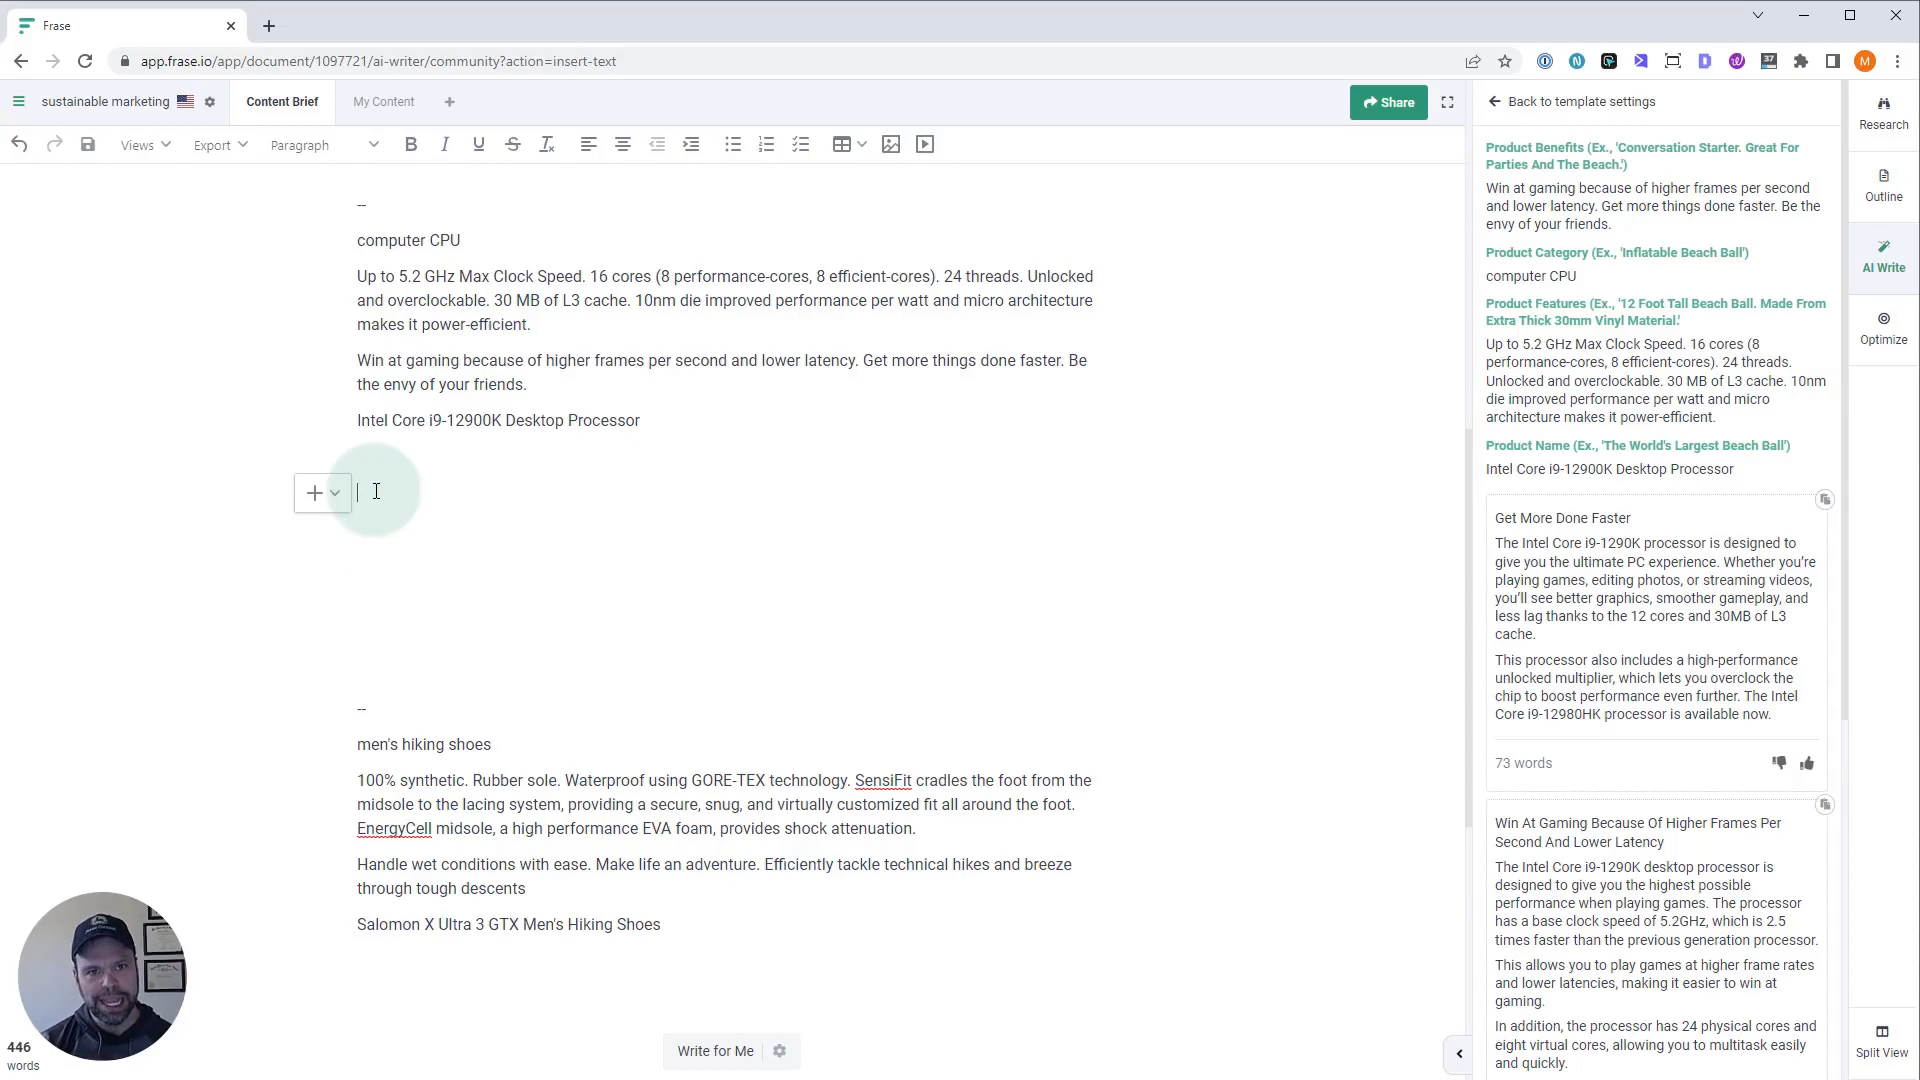 Frase
app.frase.io/app/document/1097721/ai-writer/community?action=insert-text
37
M
sustainable marketing
Content Brief
My Content
Share
Back to template settings
Views
Export
Paragraph
B
I
U
S
--
computer CPU
Up to 5.2 GHz Max Clock Speed. 16 cores (8 performance-cores, 8 efficient-cores). 24 threads. Unlocked
and overclockable. 30 MB of L3 cache. 10nm die improved performance per watt and micro architecture
makes it power-efficient.
Win at gaming because of higher frames per second and lower latency. Get more things done faster. Be
the envy of your friends.
Intel Core i9-12900K Desktop Processor
--
men's hiking shoes
100% synthetic. Rubber sole. Waterproof using GORE-TEX technology. SensiFit cradles the foot from the
midsole to the lacing system, providing a secure, snug, and virtually customized fit all around the foot.
EnergyCell midsole, a high performance EVA foam, provides shock attenuation.
Handle wet conditions with ease. Make life an adventure. Efficiently tackle technical hikes and breeze
through tough descents
Salomon X Ultra 3 GTX Men's Hiking Shoes
446
words
Write for Me
Product Benefits (Ex., 'Conversation Starter. Great For
Parties And The Beach.')
Win at gaming because of higher frames per second
and lower latency. Get more things done faster. Be the
envy of your friends.
Product Category (Ex., 'Inflatable Beach Ball')
computer CPU
Product Features (Ex., '12 Foot Tall Beach Ball. Made From
Extra Thick 30mm Vinyl Material.'
Up to 5.2 GHz Max Clock Speed. 16 cores (8
performance-cores, 8 efficient-cores). 24 threads.
Unlocked and overclockable. 30 MB of L3 cache. 10nm
die improved performance per watt and micro
architecture makes it power-efficient.
Product Name (Ex., 'The World's Largest Beach Ball')
Intel Core i9-12900K Desktop Processor
Get More Done Faster
The Intel Core i9-1290K processor is designed to
give you the ultimate PC experience. Whether you're
playing games, editing photos, or streaming videos,
you'll see better graphics, smoother gameplay, and
less lag thanks to the 12 cores and 30MB of L3
cache.
This processor also includes a high-performance
unlocked multiplier, which lets you overclock the
chip to boost performance even further. The Intel
Core i9-12980HK processor is available now.
73 words
Win At Gaming Because Of Higher Frames Per
Second And Lower Latency
The Intel Core i9-1290K desktop processor is
designed to give you the highest possible
performance when playing games. The processor
has a base clock speed of 5.2GHz, which is 2.5
times faster than the previous generation processor.
This allows you to play games at higher frame rates
and lower latencies, making it easier to win at
gaming.
In addition, the processor has 24 physical cores and
eight virtual cores, allowing you to multitask easily
and quickly.
Research
Outline
AI Write
Optimize
Split View